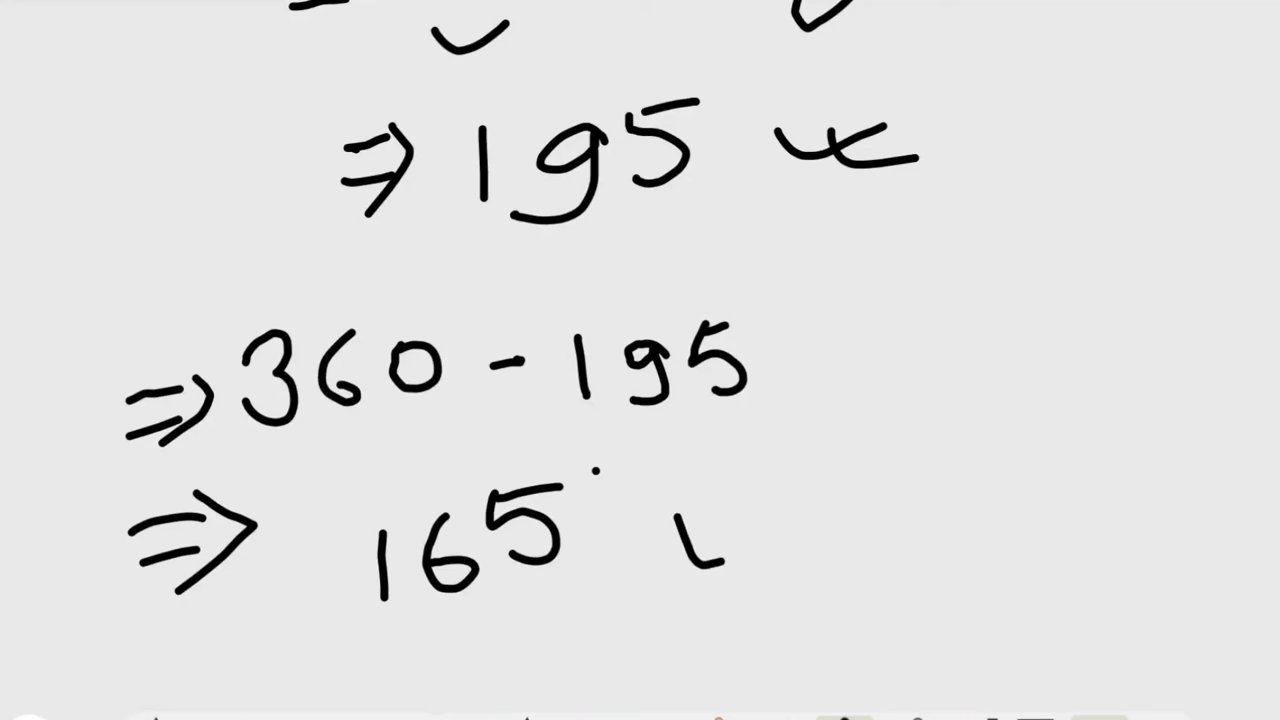 ⇒ 195
⇒ 360 - 195
⇒ 165